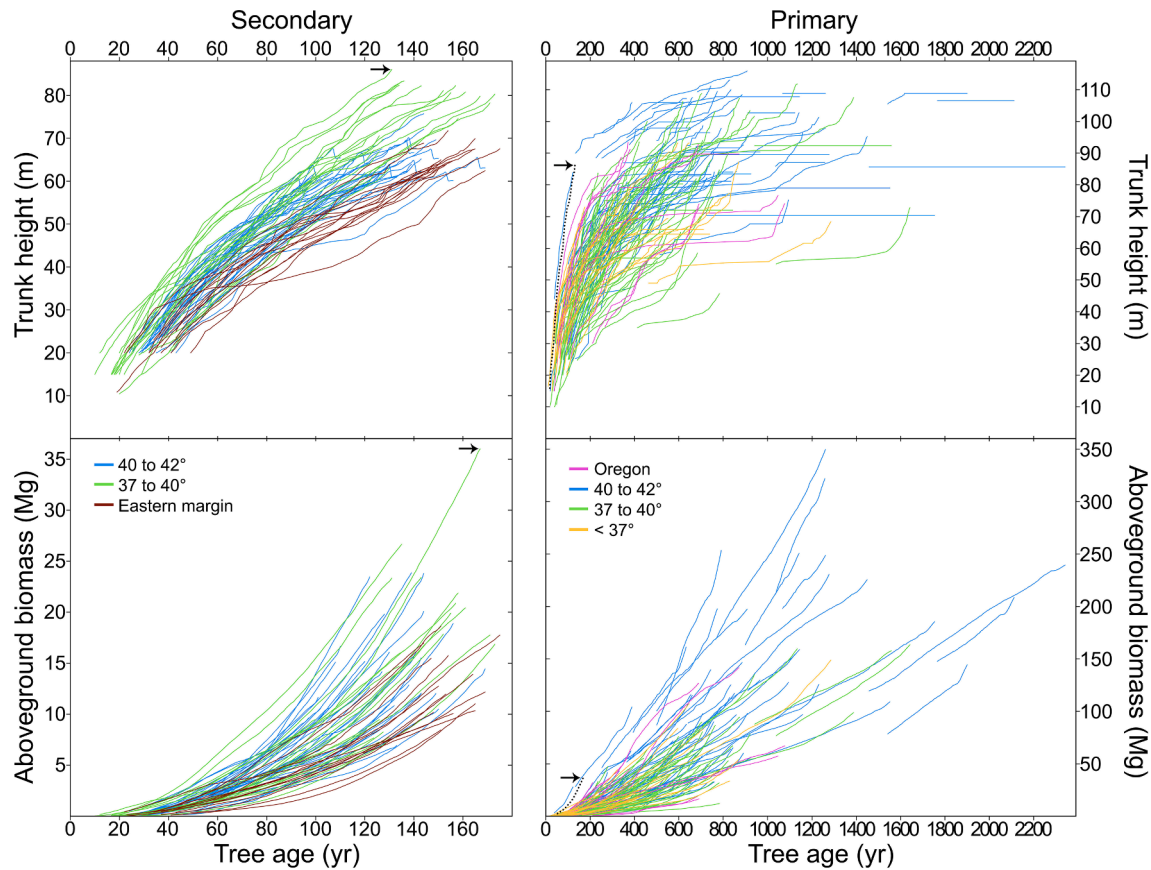 Secondary
Primary
0 20 40 60 80 100 120 140 160
0 200 400 600 800 1000 1200 1400 1600 1800 2000 2200
Trunk height (m)
80
70
60
50
40
30
20
10
110
100
90
80
70
60
50
40
30
20
10
Trunk height (m)
Aboveground biomass (Mg)
35
30
25
20
15
10
5
40 to 42°
37 to 40°
Eastern margin
Oregon
40 to 42°
37 to 40°
< 37°
350
300
250
200
150
100
50
Aboveground biomass (Mg)
0 20 40 60 80 100 120 140 160
0 200 400 600 800 1000 1200 1400 1600 1800 2000 2200
Tree age (yr)
Tree age (yr)